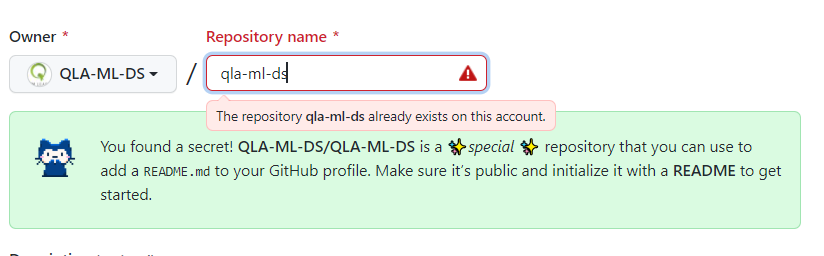 Owner *
Repository name *
QLA-ML-DS
/
qla-ml-ds
The repository qla-ml-ds already exists on this account.
You found a secret! QLA-ML-DS/QLA-ML-DS is a ✨special ✨ repository that you can use to
add a README.md to your GitHub profile. Make sure it’s public and initialize it with a README to get
started.